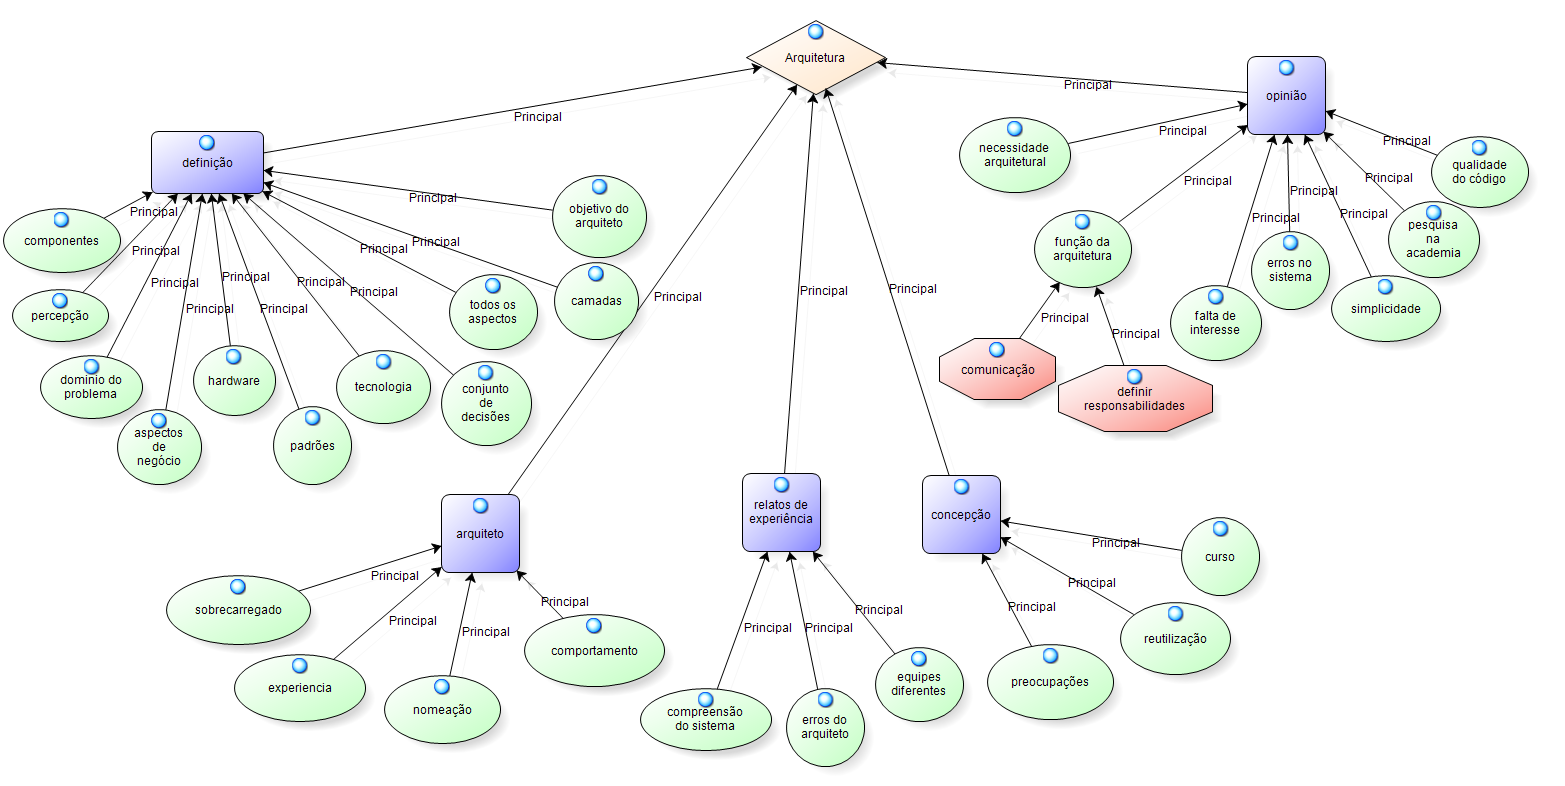 Arquitetura
Principal
Principal
opinião
definição
necessidade
arquitetural
Principal
Principal
qualidade
do código
Principal
Principal
objetivo do
arquiteto
Principal
Principal
Principal
Principal
Principal
Principal
componentes
Principal
Principal
Principal
função da
arquitetura
pesquisa
na
academia
erros no
sistema
Principal
Principal
Principal
Principal
Principal
Principal
Principal
Principal
Principal
percepção
todos os
aspectos
camadas
Principal
falta de
interesse
simplicidade
Principal
dominio do
problema
hardware
tecnologia
conjunto
de
decisões
comunicação
definir
responsabilidades
aspectos
de
negócio
padrões
arquiteto
relatos de
experiência
concepção
Principal
curso
Principal
sobrecarregado
Principal
Principal
Principal
Principal
Principal
Principal
Principal
Principal
reutilização
comportamento
experiencia
nomeação
equipes
diferentes
preocupações
compreensão
do sistema
erros do
arquiteto